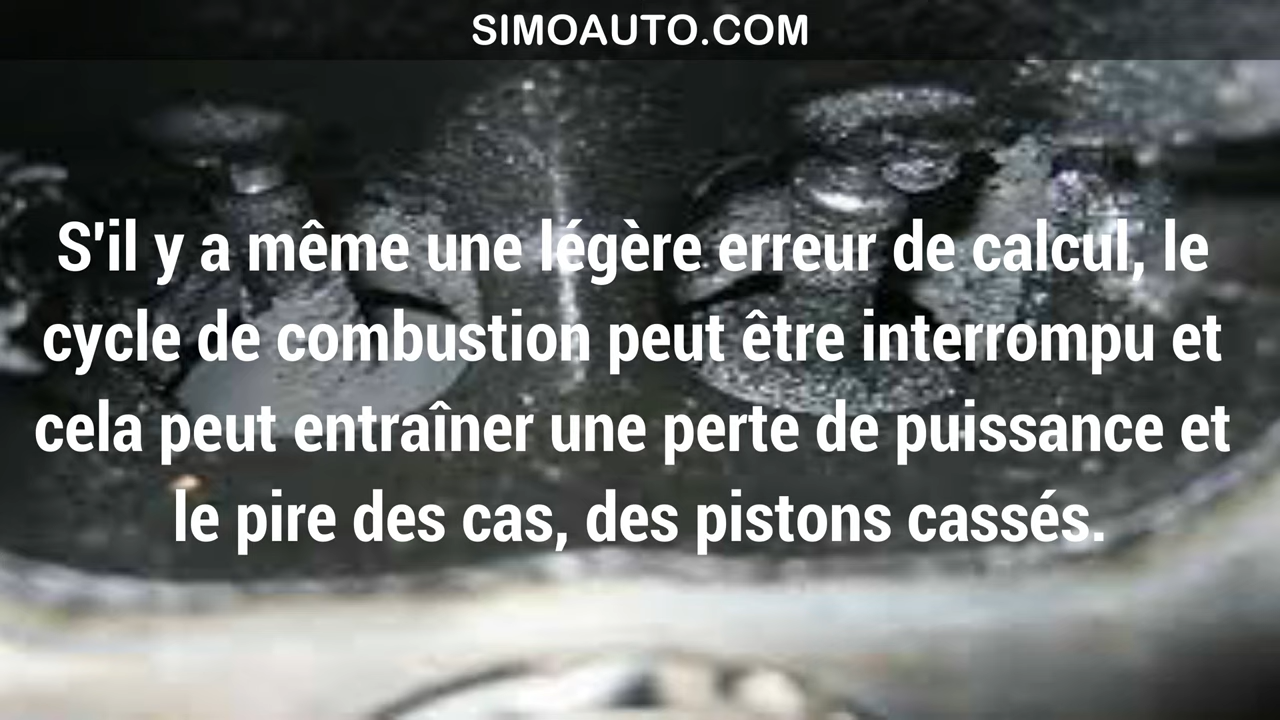 SIMOAUTO.COM
S'il y a même une légère erreur de calcul, le
cycle de combustion peut être interrompu et
cela peut entraîner une perte de puissance et
le pire des cas, des pistons cassés.